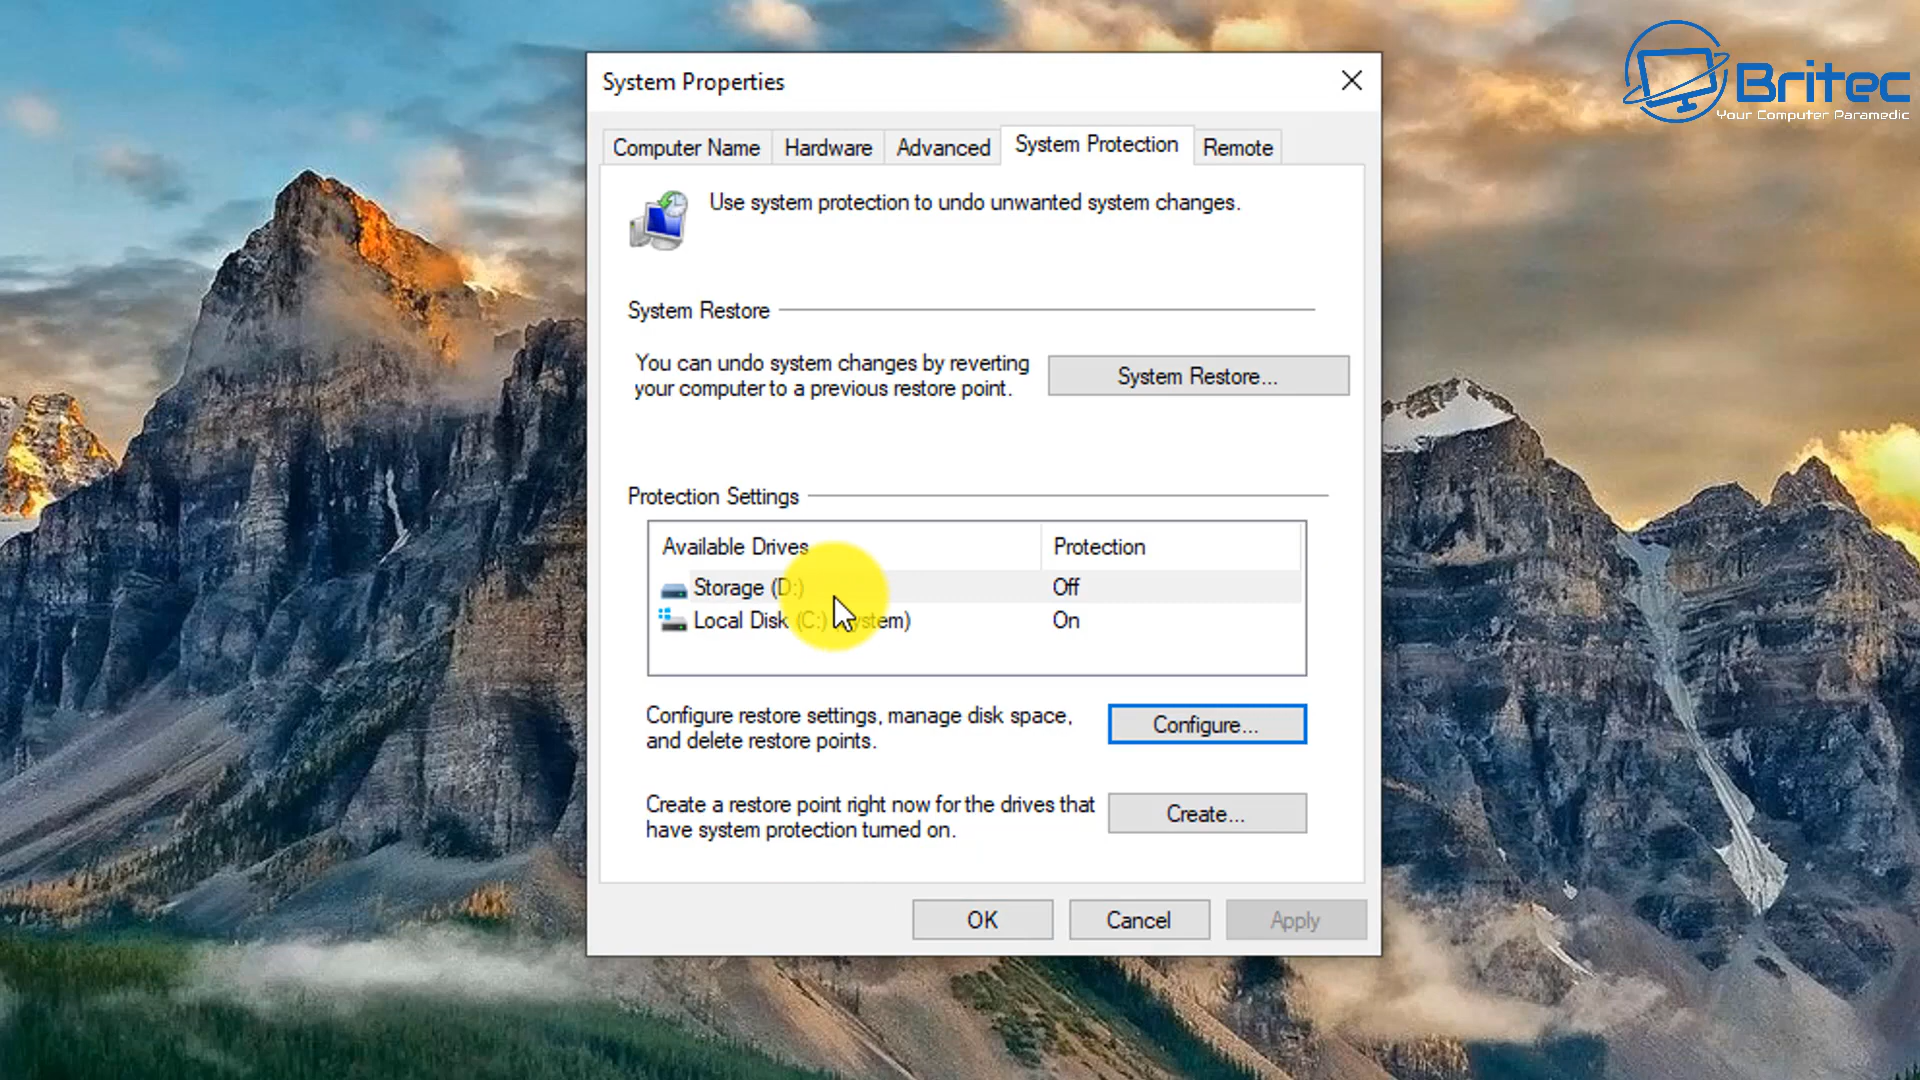 Britec
Your Computer Paramedic
System Properties
Computer Name
Hardware
Advanced
System Protection
Remote
Use system protection to undo unwanted system changes.
System Restore
You can undo system changes by reverting
your computer to a previous restore point.
System Restore...
Protection Settings
Available Drives
Protection
Storage (D:)
Off
Local Disk (C:) (System)
On
Configure restore settings, manage disk space,
and delete restore points.
Configure...
Create a restore point right now for the drives that
have system protection turned on.
Create...
OK
Cancel
Apply